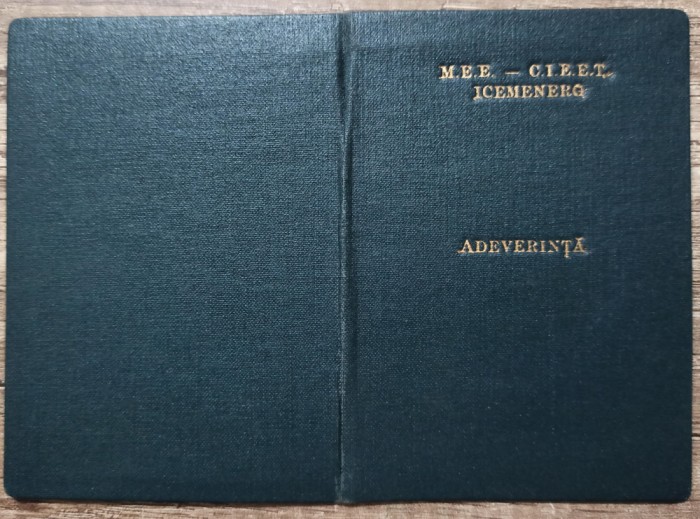 M.E.E. — C.I.E.E.T.
ICEMENERG
ADEVERINȚĂ